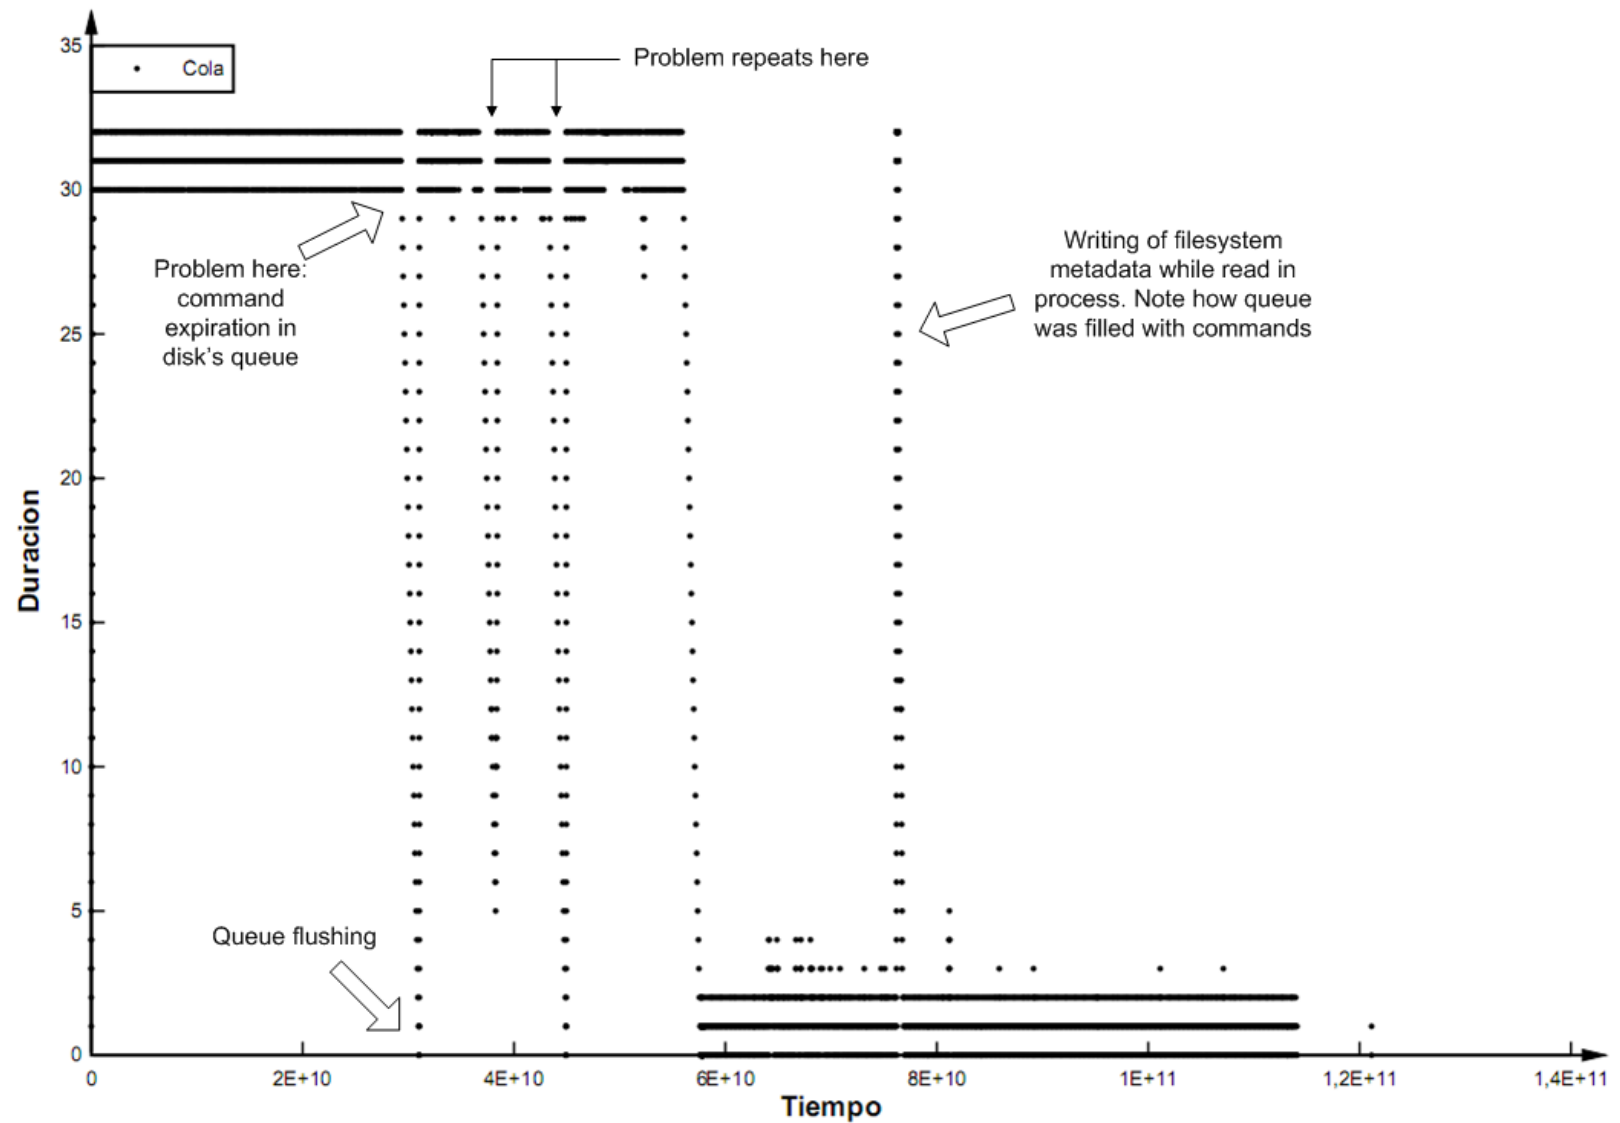 35
Cola
Problem repeats here
30
Problem here:
command
expiration in
disk's queue
Writing of filesystem
metadata while read in
process. Note how queue
was filled with commands
25
20
15
10
5
0
Queue flushing
Duracion
0 2E+10 4E+10 6E+10 8E+10 1E+11 1,2E+11 1,4E+11
Tiempo